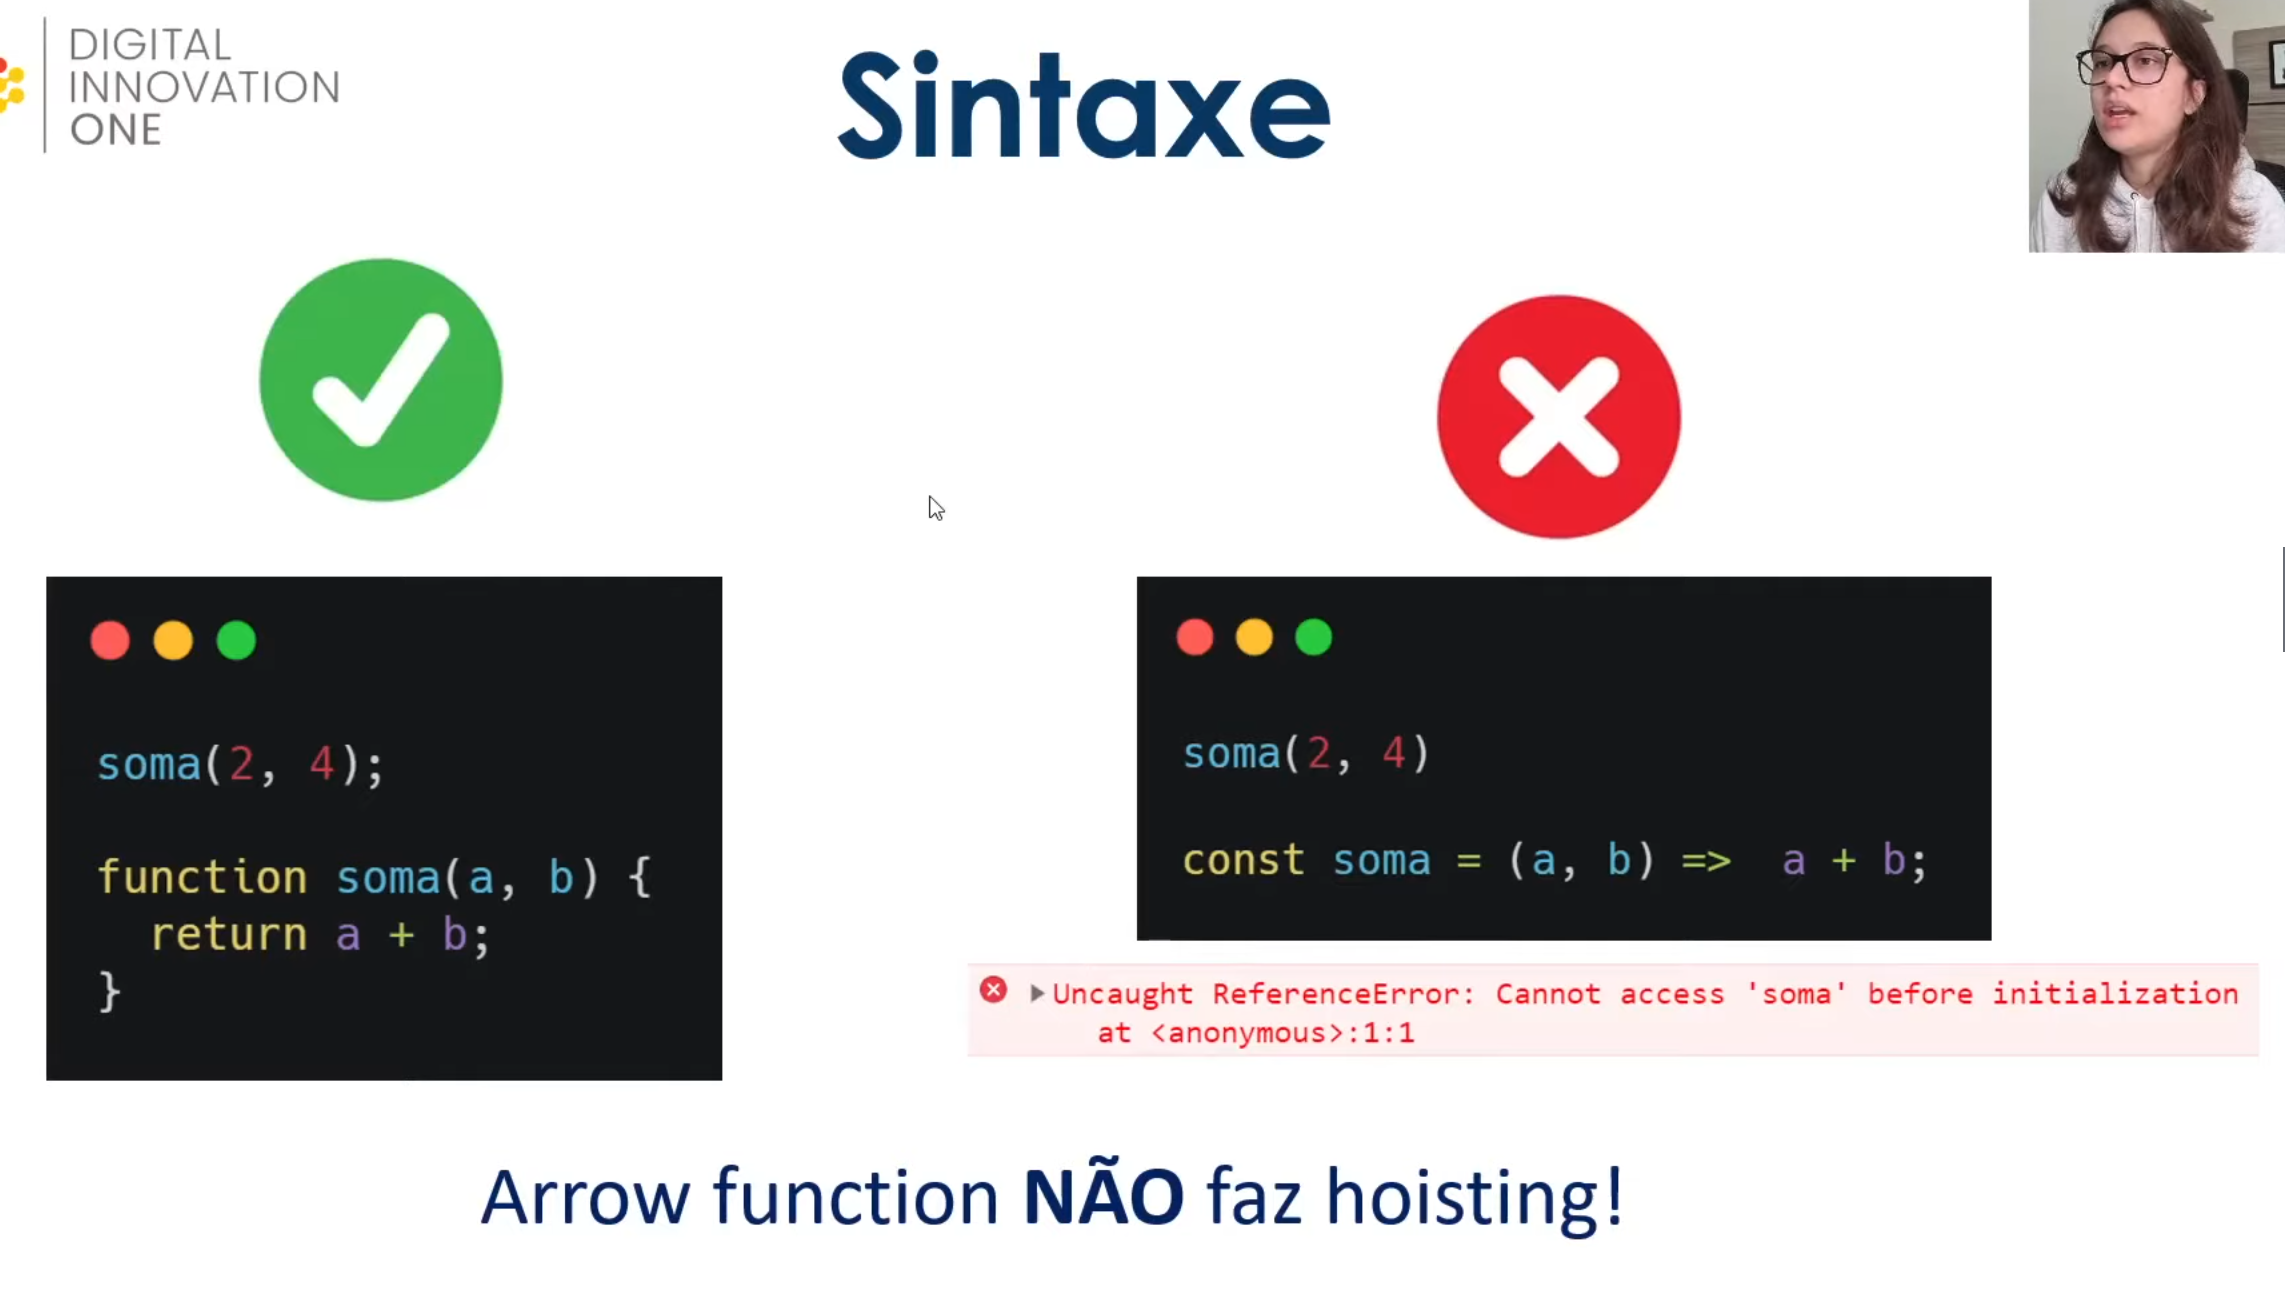 DIGITAL
INNOVATION
ONE
Sintaxe
soma(2, 4);
function soma(a, b) {
  return a + b;
}
soma(2, 4)
const soma = (a, b) =>  a + b;
Uncaught ReferenceError: Cannot access 'soma' before initialization
at <anonymous>:1:1
Arrow function NÃO faz hoisting!